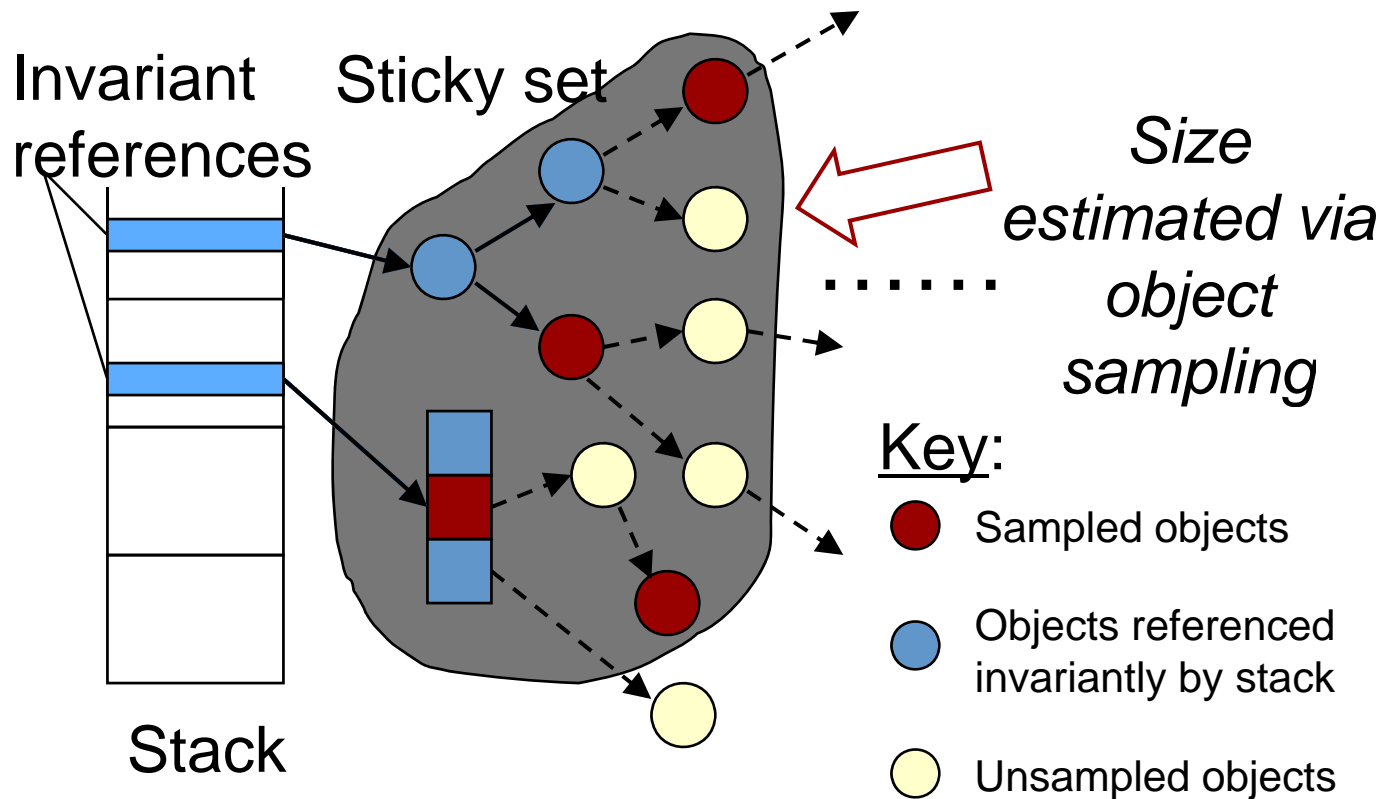 Invariant
references
Sticky set
Size
estimated via
object
sampling
......
Key:
Sampled objects
Objects referenced
invariantly by stack
Unsampled objects
Stack